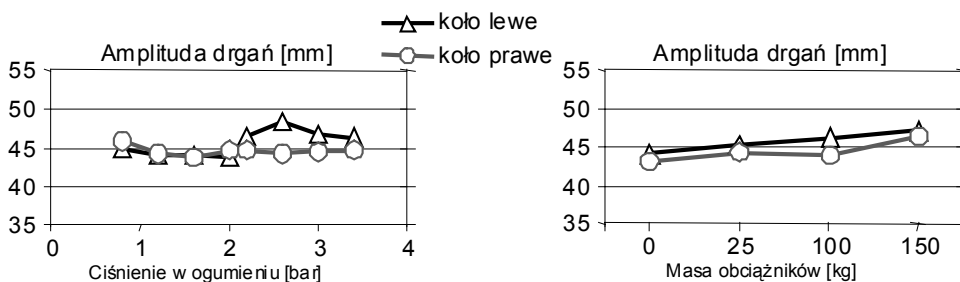 koło lewe
koło prawe
Amplituda drgań [mm]
55
50
45
40
35
0 1 2 3 4
Ciśnienie w ogumieniu [bar]
Amplituda drgań [mm]
55
50
45
40
35
0 25 100 150
Masa obciążników [kg]